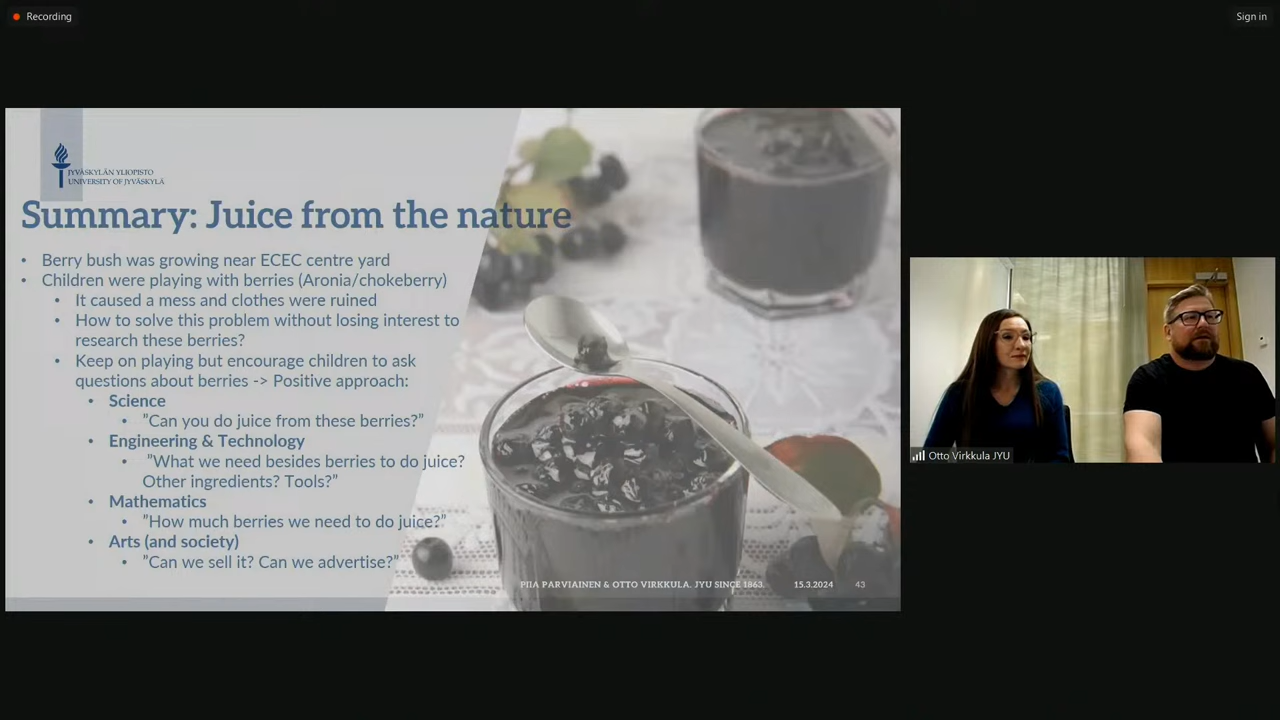 Recording
Sign in
JYVÄSKYLÄN YLIOPISTO
UNIVERSITY OF JYVÄSKYLÄ
Summary: Juice from the nature
• Berry bush was growing near ECEC centre yard
• Children were playing with berries (Aronia/chokeberry)
• It caused a mess and clothes were ruined
• How to solve this problem without losing interest to
research these berries?
• Keep on playing but encourage children to ask
questions about berries -> Positive approach:
• Science
• ”Can you do juice from these berries?”
• Engineering & Technology
• ”What we need besides berries to do juice?
Other ingredients? Tools?”
• Mathematics
• ”How much berries we need to do juice?”
• Arts (and society)
• ”Can we sell it? Can we advertise?”
PIIA PARVIAINEN & OTTO VIRKKULA. JYU SINCE 1863. 15.3.2024 43
Otto Virkkula JYU